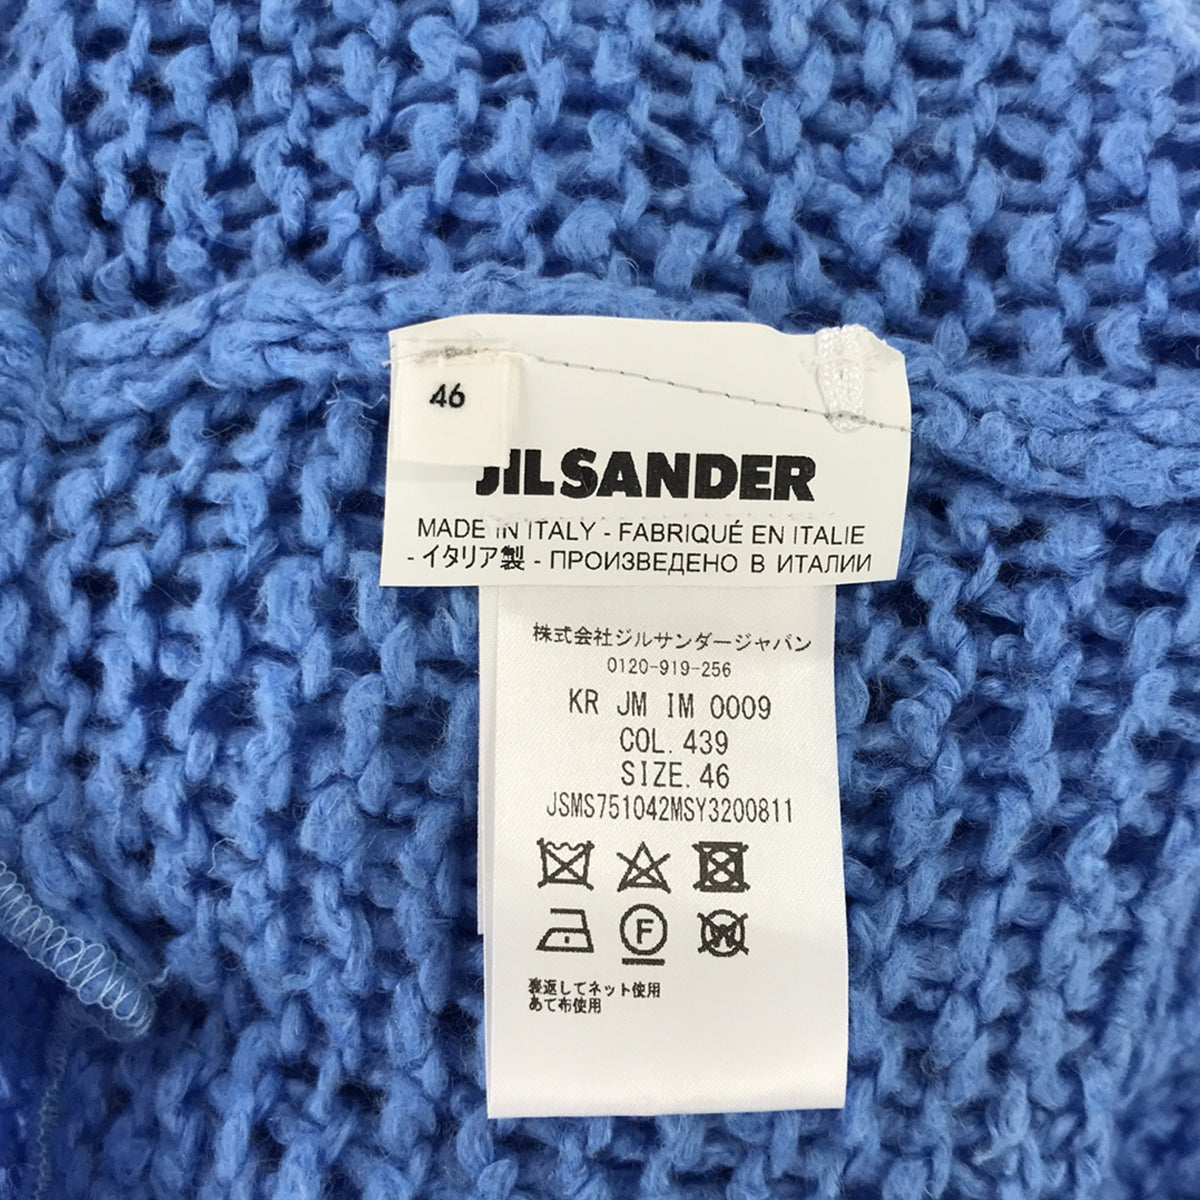 46
JIL SANDER
MADE IN ITALY - FABRIQUÉ EN ITALIE
- イタリア製 - ПРОИЗВЕДЕНО В ИТАЛИИ
株式会社ジルサンダージャパン
0120-919-256
KR JM IM 0009
COL. 439
SIZE. 46
JSMS751042MSY3200811
F
W
裏返してネット使用
あて布使用